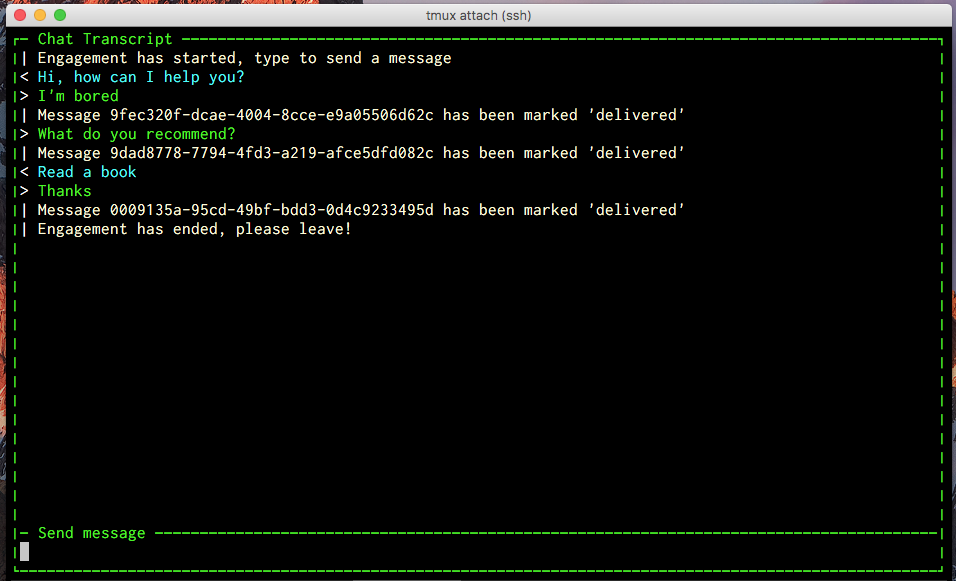 tmux attach (ssh)
Chat Transcript
| Engagement has started, type to send a message
< Hi, how can I help you?
> I'm bored
| Message 9fec320f-dcae-4004-8cce-e9a05506d62c has been marked 'delivered'
> What do you recommend?
| Message 9dad8778-7794-4fd3-a219-afce5dfd082c has been marked 'delivered'
< Read a book
> Thanks
| Message 0009135a-95cd-49bf-bdd3-0d4c9233495d has been marked 'delivered'
| Engagement has ended, please leave!
Send message